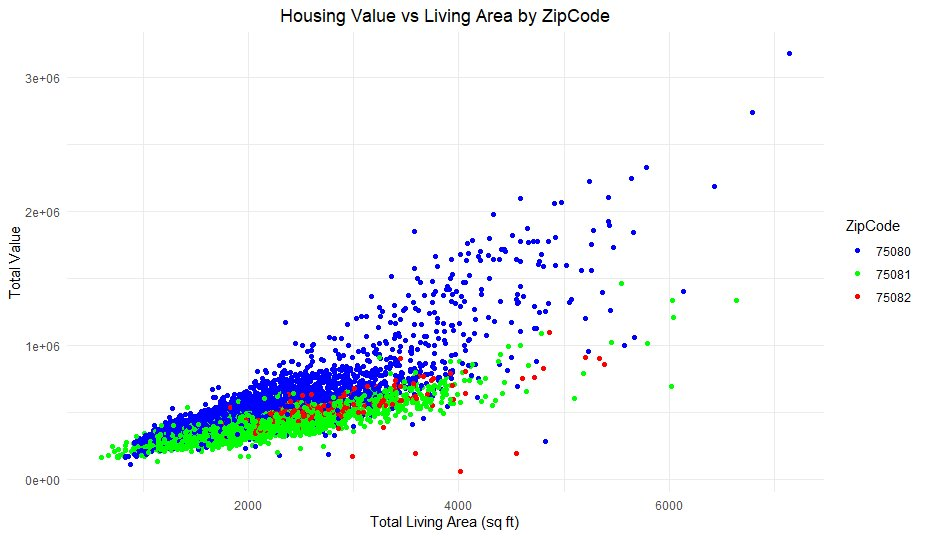 Housing Value vs Living Area by ZipCode
3e+06
2e+06
1e+06
0e+00
Total Value
2000
4000
6000
Total Living Area (sq ft)
ZipCode
75080
75081
75082